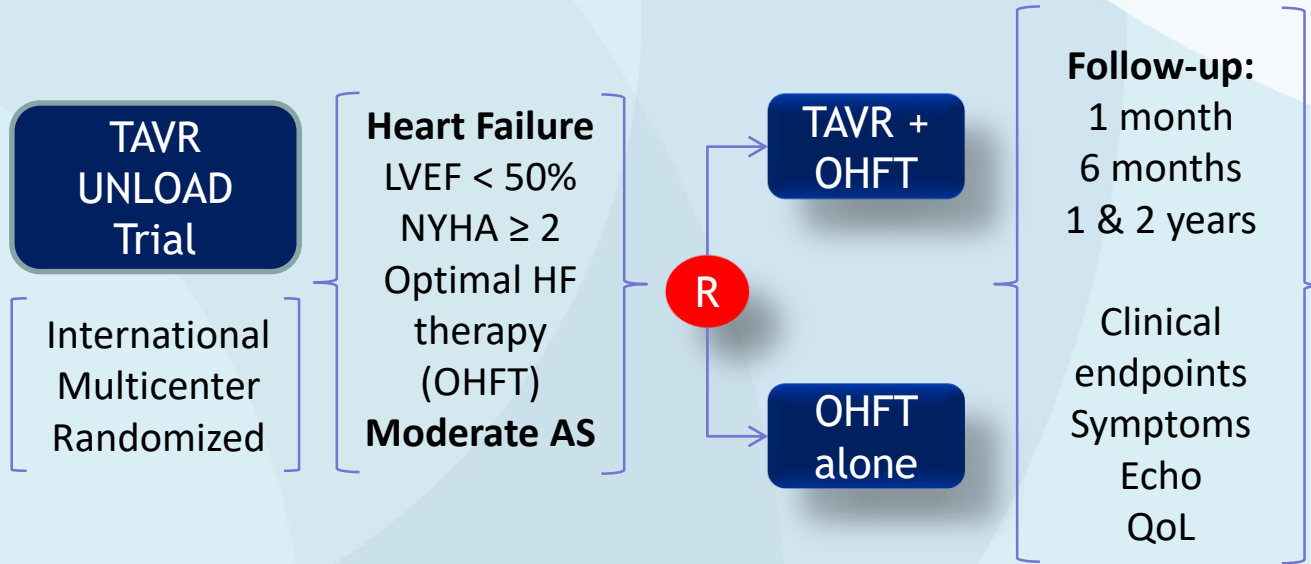 TAVR
UNLOAD
Trial
International
Multicenter
Randomized
Heart Failure
LVEF < 50%
NYHA ≥ 2
Optimal HF
therapy
(OHFT)
Moderate AS
R
TAVR +
OHFT
OHFT
alone
Follow-up:
1 month
6 months
1 & 2 years
Clinical
endpoints
Symptoms
Echo
QoL